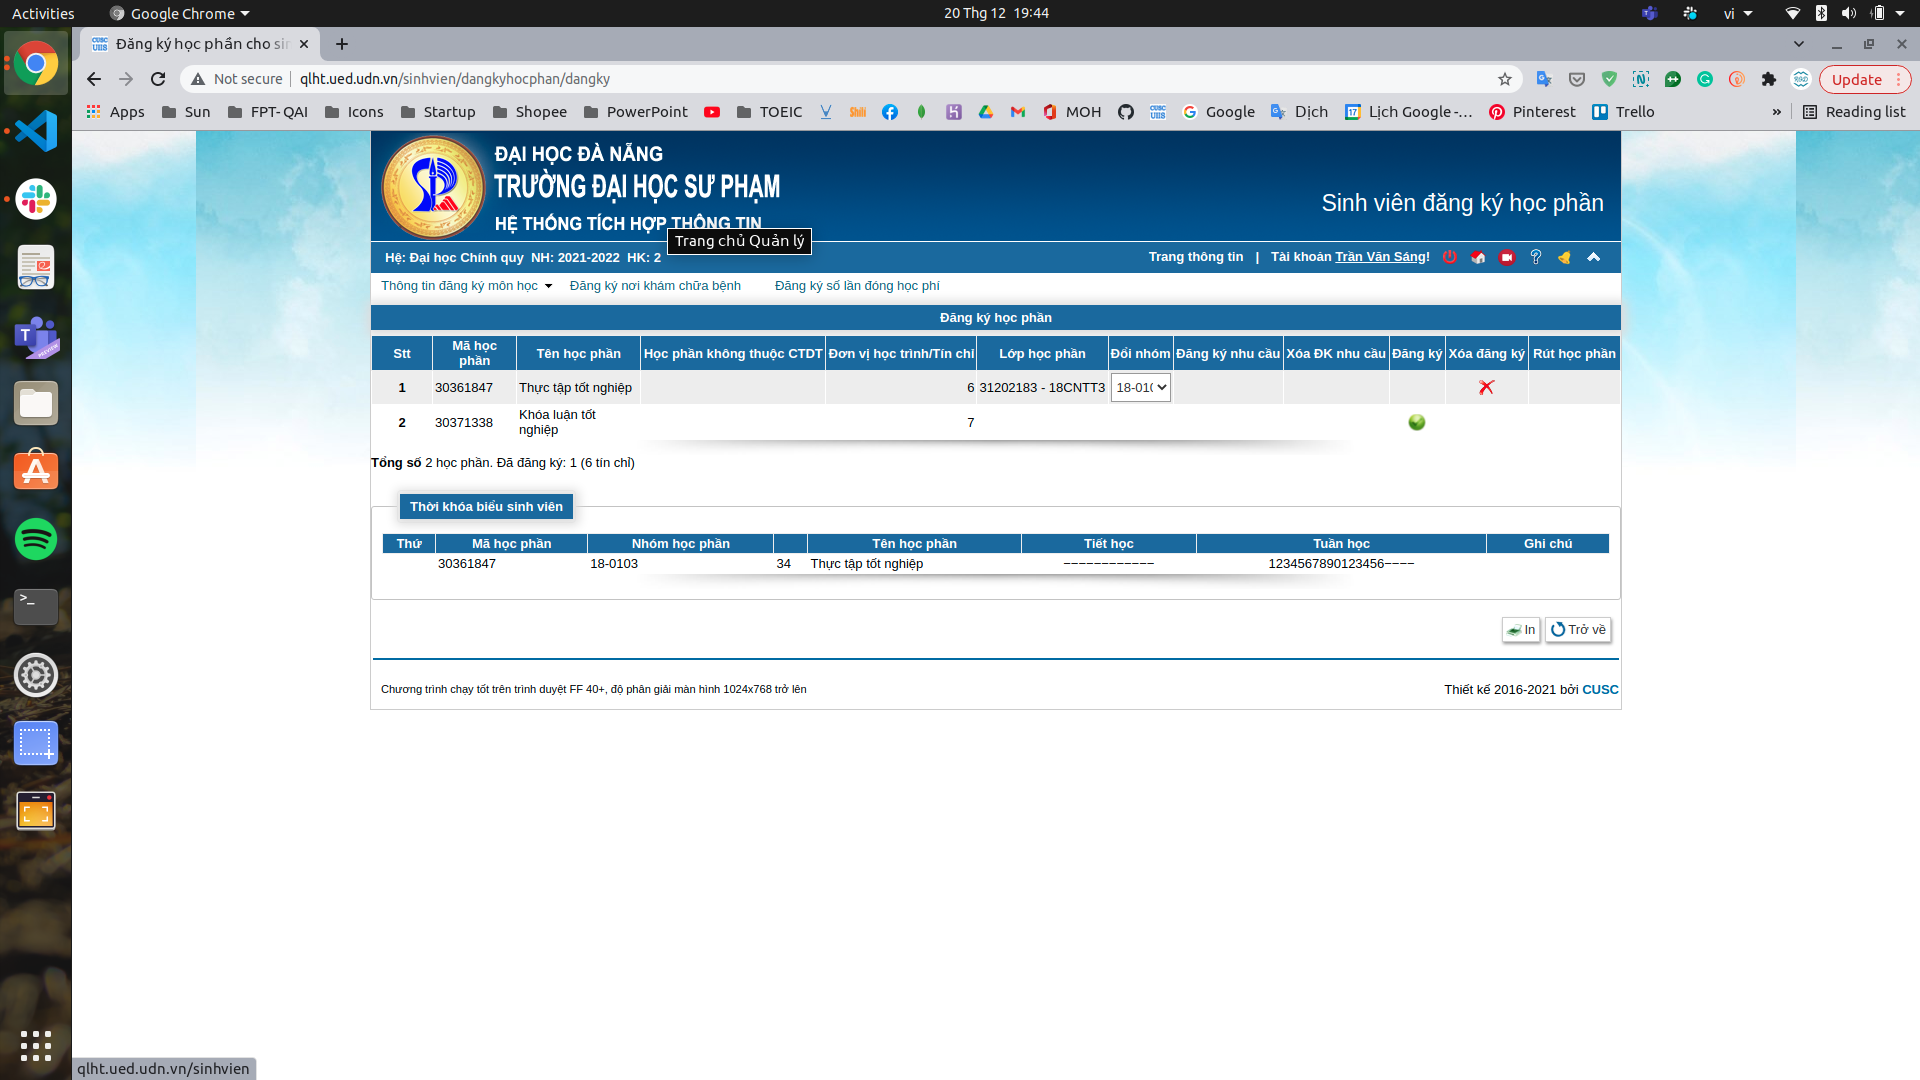 Activities
Google Chrome
20 Thg 12 19:44
vi
Đăng ký học phần cho sin
Not secure
qlht.ued.udn.vn/sinhvien/dangkyhocphan/dangky
Update
Apps
Sun
FPT-QAI
Icons
Startup
Shopee
PowerPoint
TOEIC
MOH
Google
Dịch
Lịch Google -...
Pinterest
Trello
»
Reading list
ĐẠI HỌC ĐÀ NẴNG
TRƯỜNG ĐẠI HỌC SƯ PHẠM
HỆ THỐNG TÍCH HỢP THÔNG TIN
Sinh viên đăng ký học phần
Trang chủ Quản lý
Hệ: Đại học Chính quy NH: 2021-2022 HK: 2
Trang thông tin | Tài khoản Trần Văn Sáng!
Thông tin đăng ký môn học
Đăng ký nơi khám chữa bệnh
Đăng ký số lần đóng học phí
Đăng ký học phần
Stt Mã học phần Tên học phần Học phần không thuộc CTDT Đơn vị học trình/Tín chỉ Lớp học phần Đổi nhóm Đăng ký nhu cầu Xóa ĐK nhu cầu Đăng ký Xóa đăng ký Rút học phần
1 30361847 Thực tập tốt nghiệp 6 31202183 - 18CNTT3 18-010
2 30371338 Khóa luận tốt nghiệp 7
Tổng số 2 học phần. Đã đăng ký: 1 (6 tín chỉ)
Thời khóa biểu sinh viên
Thứ Mã học phần Nhóm học phần Tên học phần Tiết học Tuần học Ghi chú
30361847 18-0103 34 Thực tập tốt nghiệp −−−−−−−−−−−− 1234567890123456−−−−
In
Trở về
Chương trình chạy tốt trên trình duyệt FF 40+, độ phân giải màn hình 1024x768 trở lên
Thiết kế 2016-2021 bởi CUSC
qlht.ued.udn.vn/sinhvien